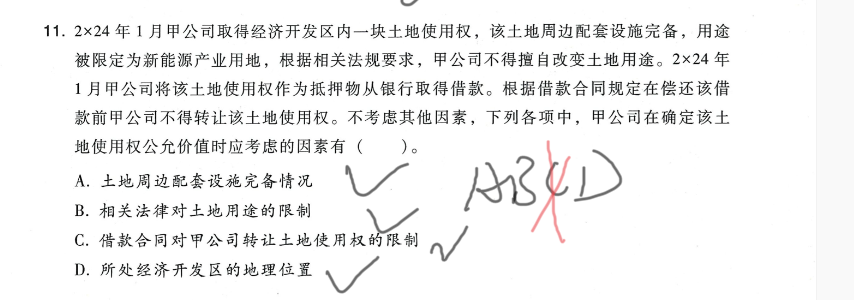 11. 2×24 年 1 月甲公司取得经济开发区内一块土地使用权，该土地周边配套设施完备，用途
被限定为新能源产业用地，根据相关法规要求，甲公司不得擅自改变土地用途。2×24 年
1 月甲公司将该土地使用权作为抵押物从银行取得借款。根据借款合同规定在偿还该借
款前甲公司不得转让该土地使用权。不考虑其他因素，下列各项中，甲公司在确定该土
地使用权公允价值时应考虑的因素有（　　）。
A. 土地周边配套设施完备情况
B. 相关法律对土地用途的限制
ABCD
C. 借款合同对甲公司转让土地使用权的限制
D. 所处经济开发区的地理位置